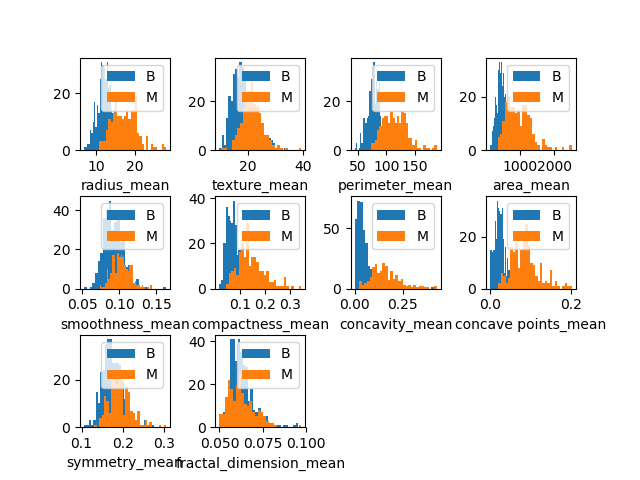 20
0
10
20
B
M
radius_mean
20
0
20
40
B
M
texture_mean
20
0
50
100
150
B
M
perimeter_mean
20
0
1000
2000
B
M
area_mean
40
20
0
0.05
0.10
0.15
B
M
smoothness_mean
40
20
0
0.1
0.2
0.3
B
M
compactness_mean
50
0
0.00
0.25
B
M
concavity_mean
20
0
0.0
0.2
B
M
concave points_mean
20
0
0.1
0.2
0.3
B
M
symmetry_mean
40
20
0
0.050
0.075
0.100
B
M
fractal_dimension_mean